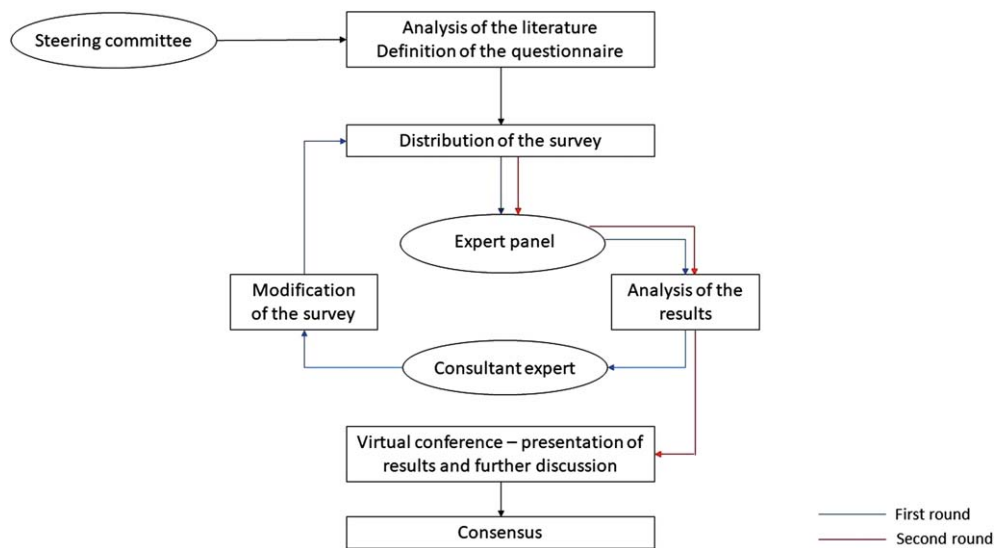 Steering committee
Analysis of the literature
Definition of the questionnaire
Distribution of the survey
Expert panel
Modification
of the survey
Analysis of the
results
Consultant expert
Virtual conference – presentation of
results and further discussion
Consensus
First round
Second round